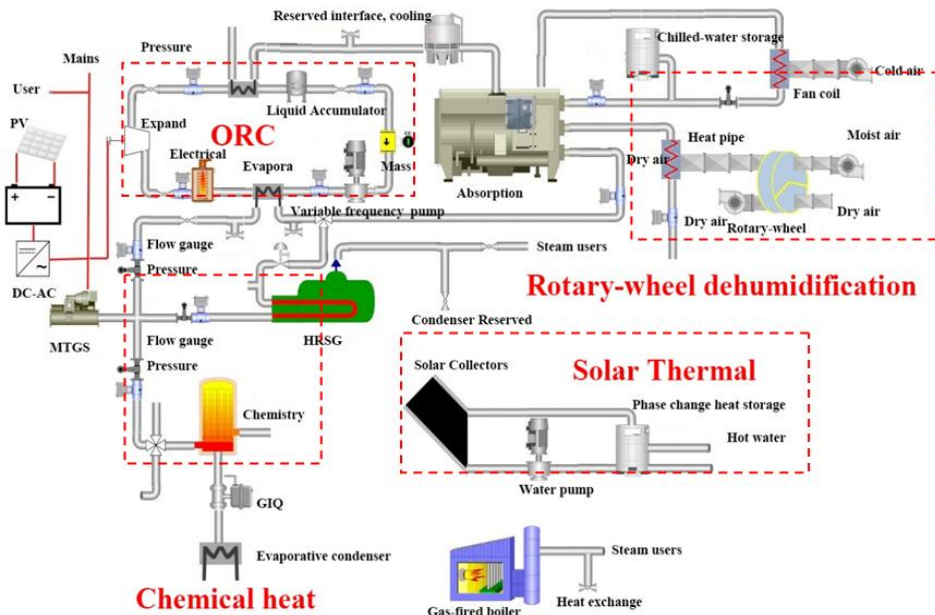 Reserved interface, cooling
Chilled-water storage
Mains
Pressure
User
Cold air
PV
Liquid Accumulator
Fan coil
Expand
ORC
Heat pipe
Moist air
Electrical
Evapora
Mass
Dry air
Absorption
+ −
Variable frequency pump
Dry air
Dry air
Rotary-wheel
Flow gauge
Steam users
Pressure
Rotary-wheel dehumidification
DC-AC
Condenser Reserved
MTGS
Flow gauge
HRSG
Pressure
Solar Collectors
Solar Thermal
Chemistry
Phase change heat storage
Hot water
Water pump
GIQ
Evaporative condenser
Steam users
Chemical heat
Heat exchange
Gas-fired boiler